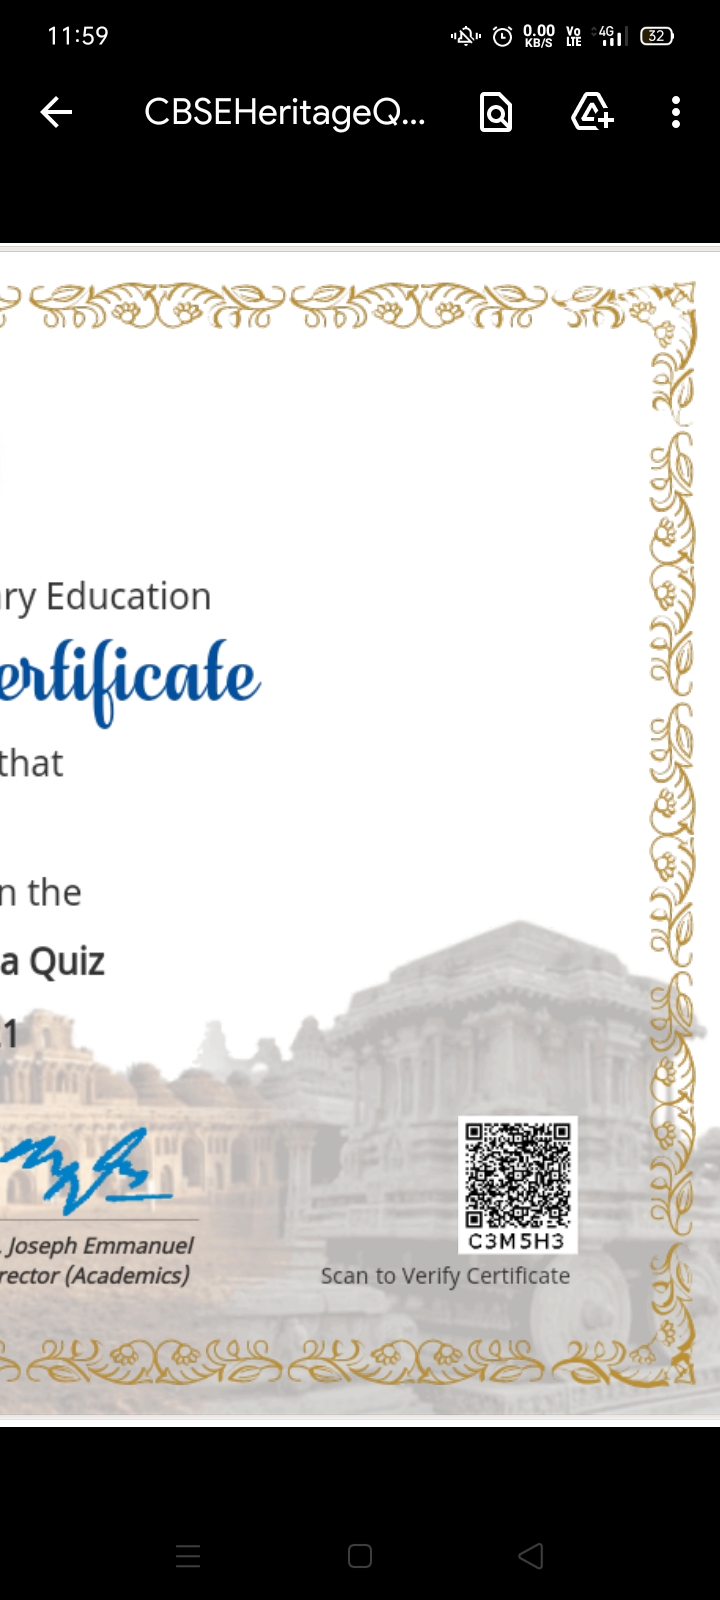 11:59
0.00 KB/S
Vo LTE
4G
32
CBSEHeritageQ...
ry Education
ertificate
that
n the
a Quiz
1
. Joseph Emmanuel
rector (Academics)
C3M5H3
Scan to Verify Certificate